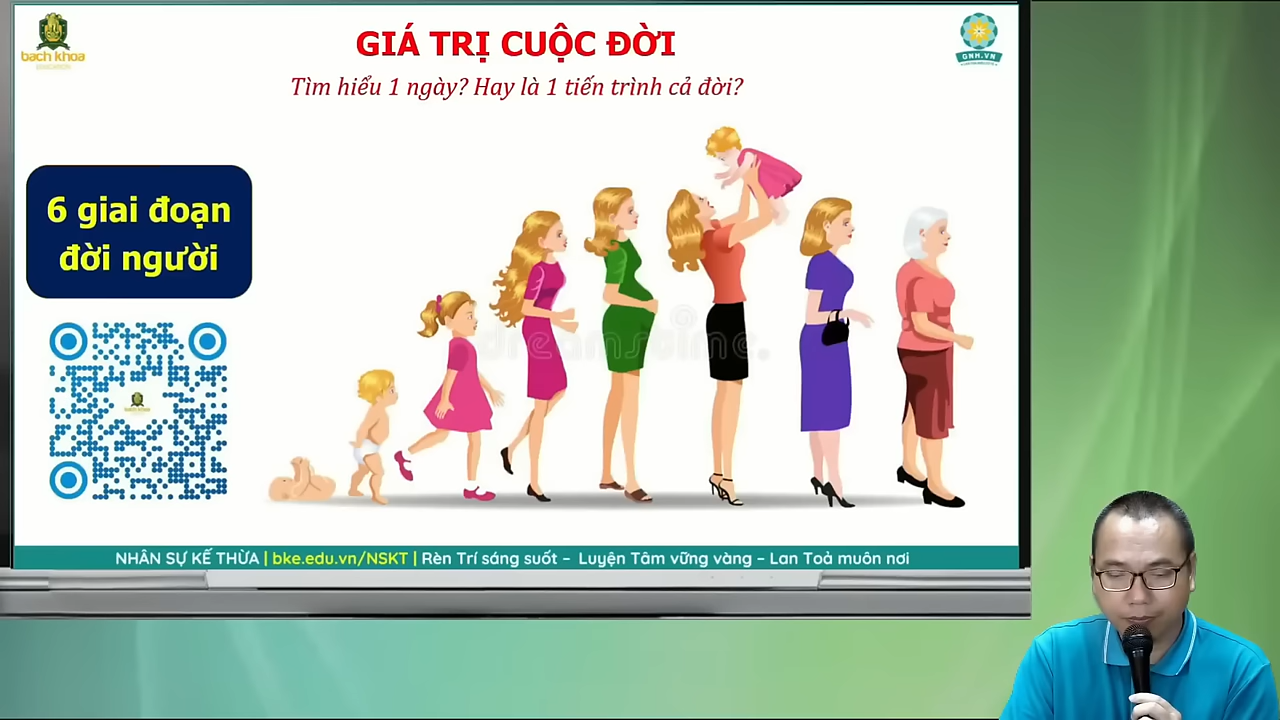 bach khoa
GNH.VN
GIÁ TRỊ CUỘC ĐỜI
Tìm hiểu 1 ngày? Hay là 1 tiến trình cả đời?
6 giai đoạn
đời người
dreamstime.
NHÂN SỰ KẾ THỪA | bke.edu.vn/NSKT | Rèn Trí sáng suốt – Luyện Tâm vững vàng – Lan Toả muôn nơi